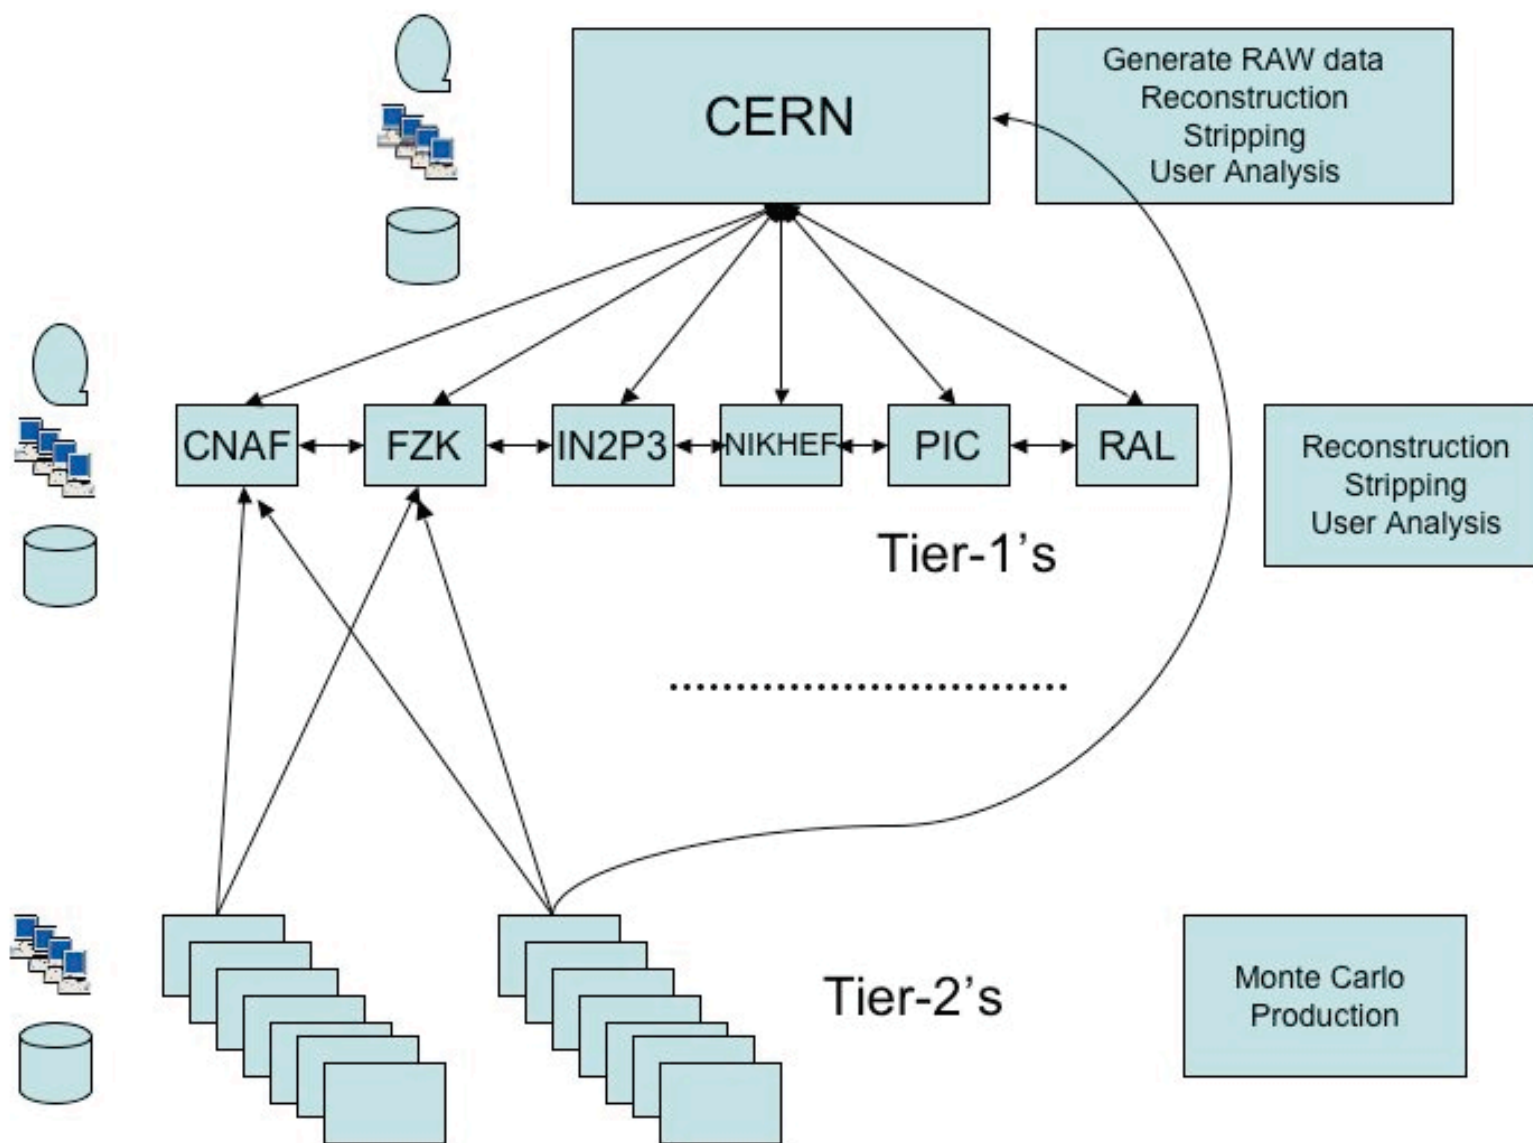 CERN
Generate RAW data
Reconstruction
Stripping
User Analysis
CNAF
FZK
IN2P3
NIKHEF
PIC
RAL
Reconstruction
Stripping
User Analysis
Tier-1's
Tier-2's
Monte Carlo
Production